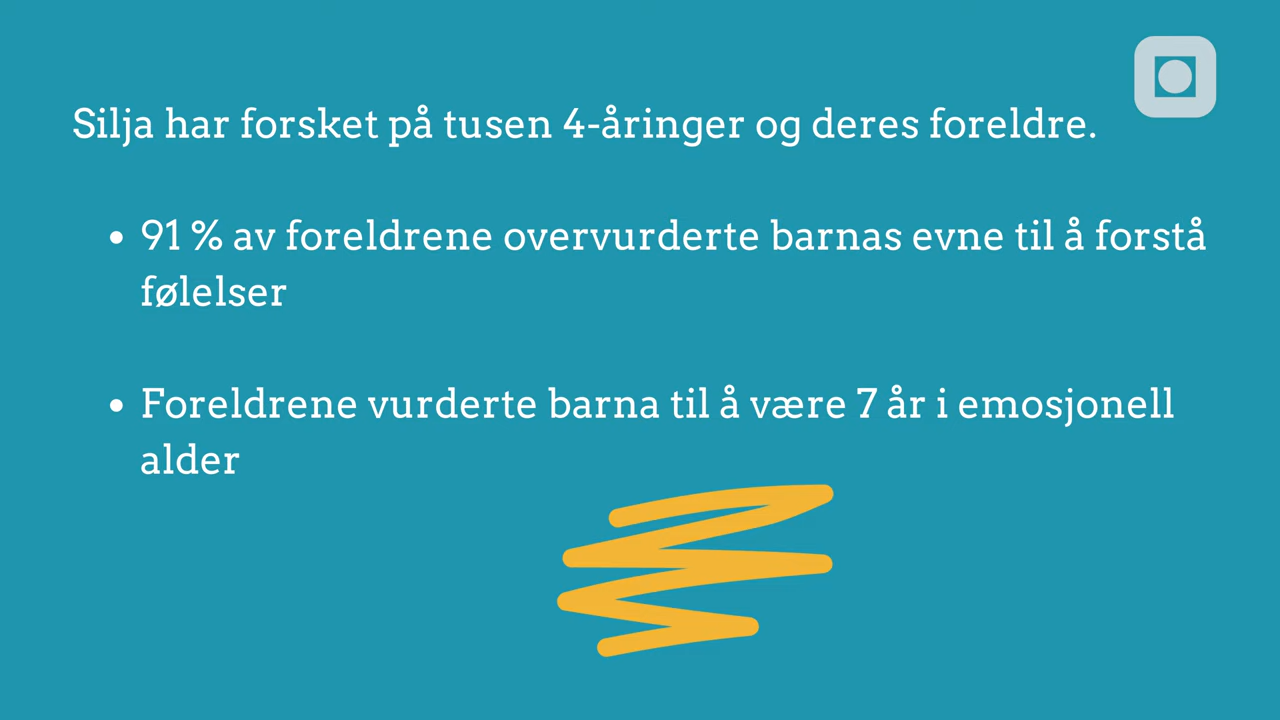 Silja har forsket på tusen 4-åringer og deres foreldre.
• 91 % av foreldrene overvurderte barnas evne til å forstå
følelser
• Foreldrene vurderte barna til å være 7 år i emosjonell
alder